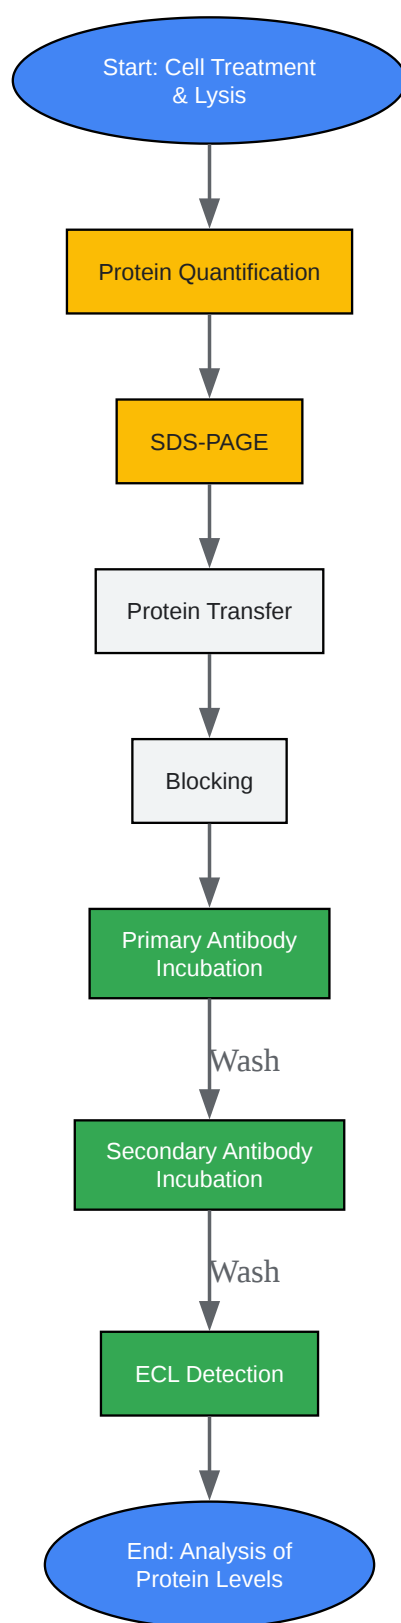 Start: Cell Treatment
& Lysis
Protein Quantification
SDS-PAGE
Protein Transfer
Blocking
Primary Antibody
Incubation
Wash
Secondary Antibody
Incubation
Wash
ECL Detection
End: Analysis of
Protein Levels